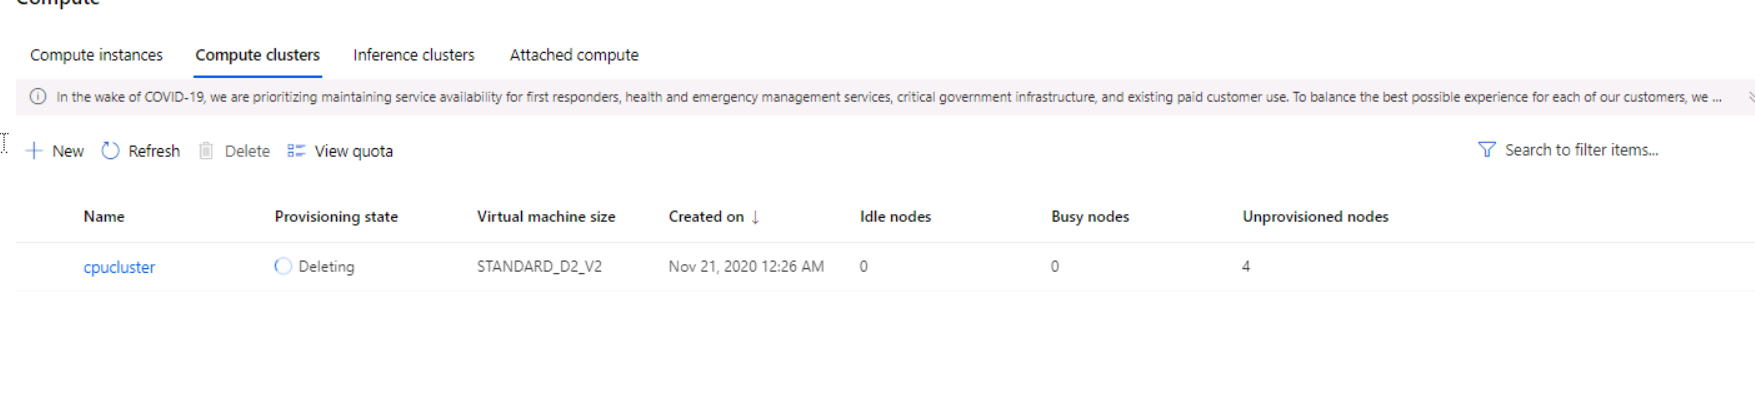 Compute
Compute instances Compute clusters Inference clusters Attached compute
In the wake of COVID-19, we are prioritizing maintaining service availability for first responders, health and emergency management services, critical government infrastructure, and existing paid customer use. To balance the best possible experience for each of our customers, we ...
New Refresh Delete View quota Search to filter items...
Name Provisioning state Virtual machine size Created on ↓ Idle nodes Busy nodes Unprovisioned nodes
cpucluster Deleting STANDARD_D2_V2 Nov 21, 2020 12:26 AM 0 0 4